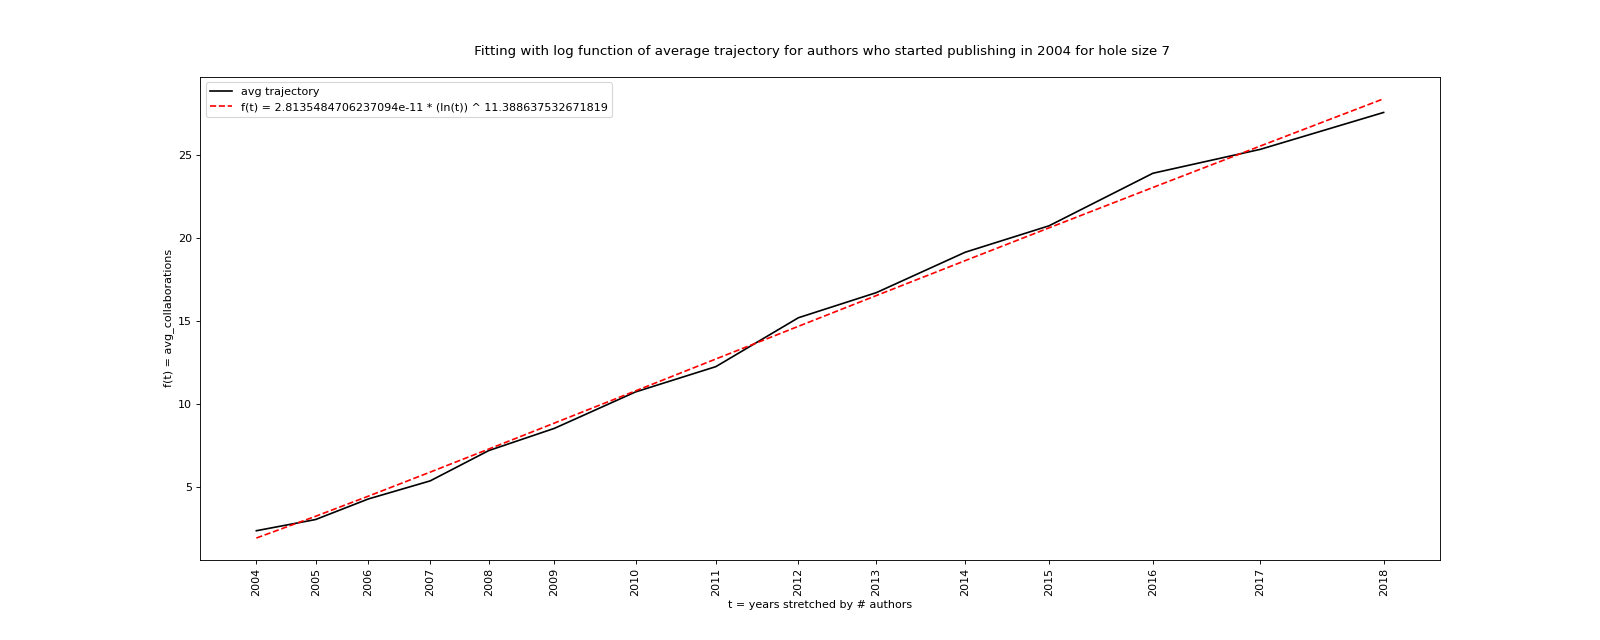 Fitting with log function of average trajectory for authors who started publishing in 2004 for hole size 7
avg trajectory
f(t) = 2.8135484706237094e-11 * (ln(t)) ^ 11.388637532671819
25
20
15
10
5
f(t) = avg_collaborations
2004 2005 2006 2007 2008 2009 2010 2011 2012 2013 2014 2015 2016 2017 2018
t = years stretched by # authors